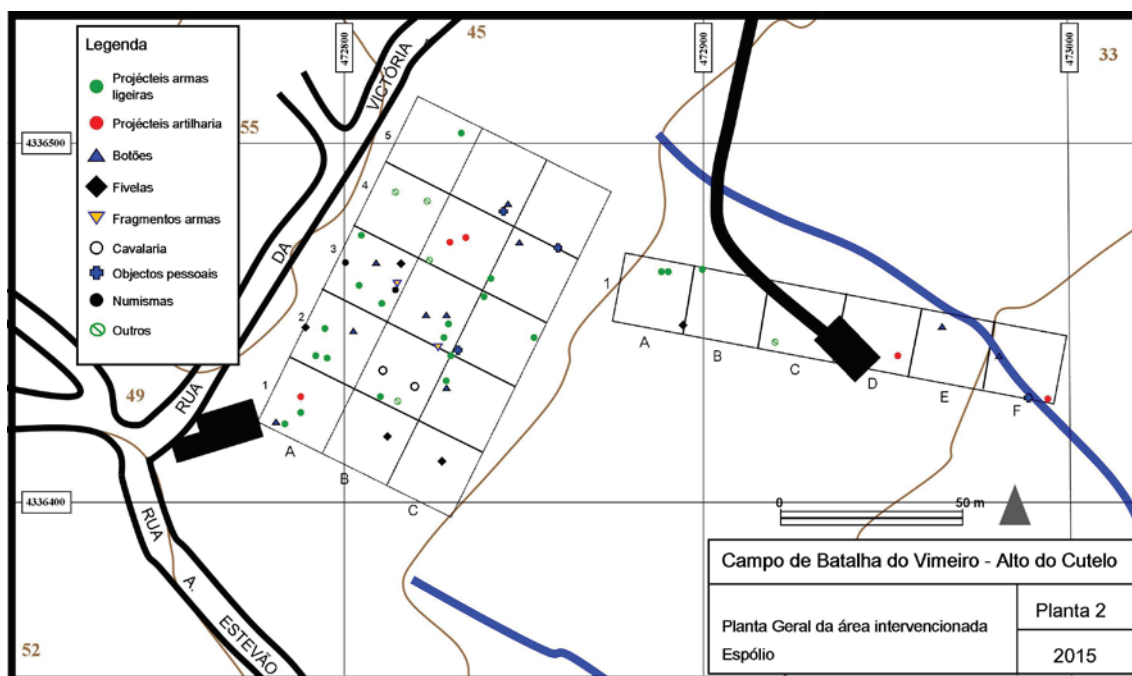 Legenda
Projécteis armas
ligeiras
Projécteis artilharia
Botões
Fivelas
Fragmentos armas
Cavalaria
Objectos pessoais
Numismas
Outros
472800
472900
473000
4336500
4336400
45
33
55
49
52
RUA
DA
VICTÓRIA
RUA
A.
ESTEVÃO
5
4
3
2
1
A
B
C
1
A
B
C
D
E
F
0
50 m
Campo de Batalha do Vimeiro - Alto do Cutelo
Planta Geral da área intervencionada
Espólio
Planta 2
2015